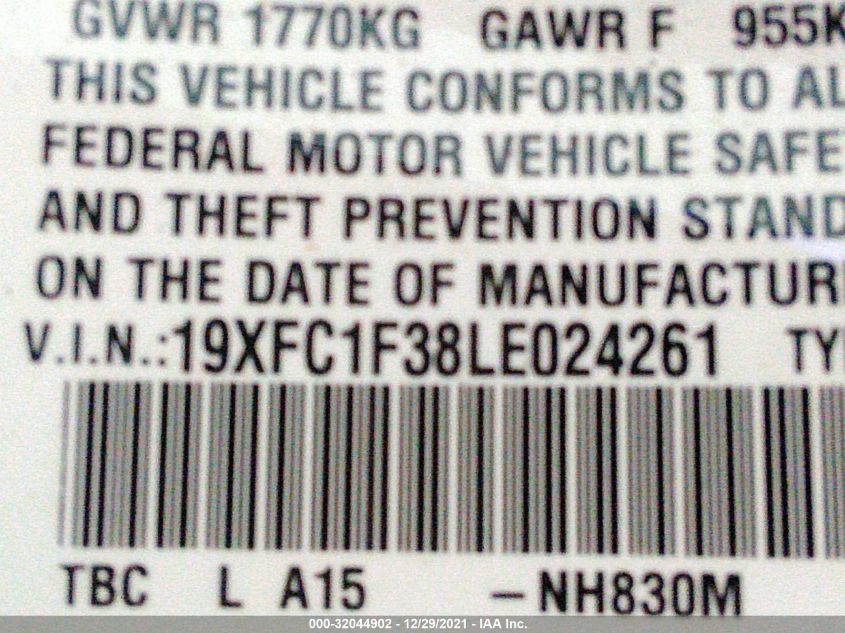 GVWR 1770KG GAWR F 955K
THIS VEHICLE CONFORMS TO AL
FEDERAL MOTOR VEHICLE SAFE
AND THEFT PREVENTION STAND
ON THE DATE OF MANUFACTUR
V.I.N.:19XFC1F38LE024261 TY
TBC L A15 –NH830M
000-32044902 - 12/29/2021 - IAA Inc.